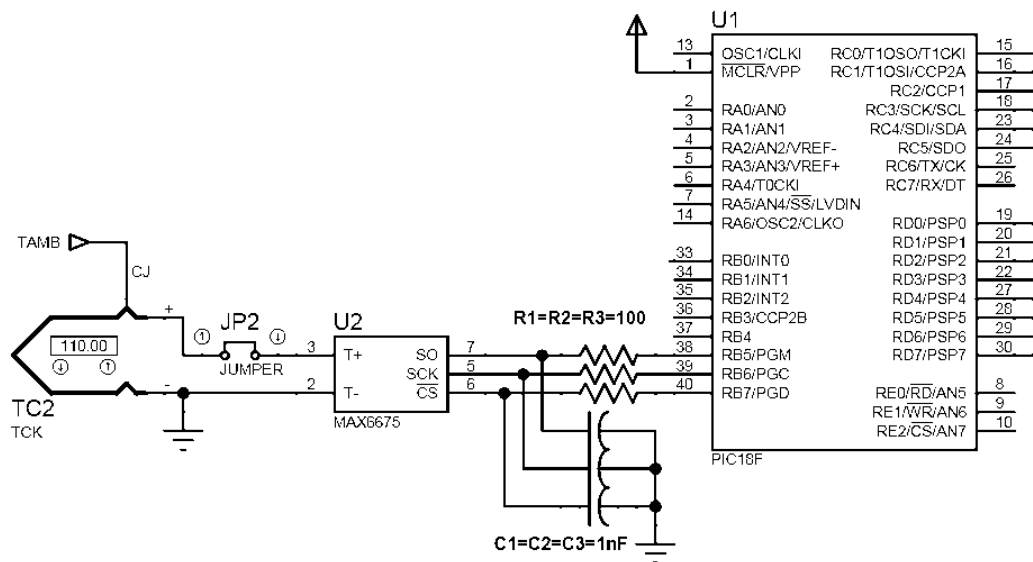 U1
13 OSC1/CLKI RC0/T1OSO/T1CKI 15
1 MCLR/VPP RC1/T1OSI/CCP2A 16
RC2/CCP1 17
2 RA0/AN0 RC3/SCK/SCL 18
3 RA1/AN1 RC4/SDI/SDA 23
4 RA2/AN2/VREF- RC5/SDO 24
5 RA3/AN3/VREF+ RC6/TX/CK 25
6 RA4/T0CKI RC7/RX/DT 26
7 RA5/AN4/SS/LVDIN
14 RA6/OSC2/CLKO RD0/PSP0 19
RD1/PSP1 20
33 RB0/INT0 RD2/PSP2 21
34 RB1/INT1 RD3/PSP3 22
35 RB2/INT2 RD4/PSP4 27
36 RB3/CCP2B RD5/PSP5 28
37 RB4 RD6/PSP6 29
38 RB5/PGM RD7/PSP7 30
39 RB6/PGC
40 RB7/PGD RE0/RD/AN5 8
RE1/WR/AN6 9
RE2/CS/AN7 10
PIC18F
TAMB
CJ
+
110.00
-
TC2
TCK
JP2
JUMPER
U2
3 T+ SO 7
SCK 5
2 T- CS 6
MAX6675
R1=R2=R3=100
C1=C2=C3=1nF